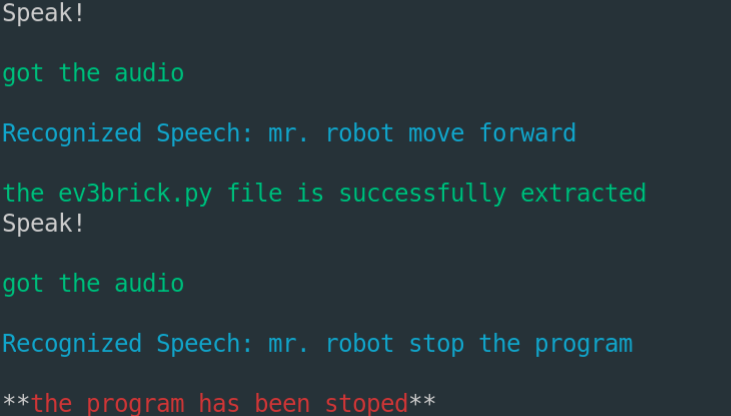 Speak!
got the audio
Recognized Speech: mr. robot move forward
the ev3brick.py file is successfully extracted
Speak!
got the audio
Recognized Speech: mr. robot stop the program
**the program has been stoped**